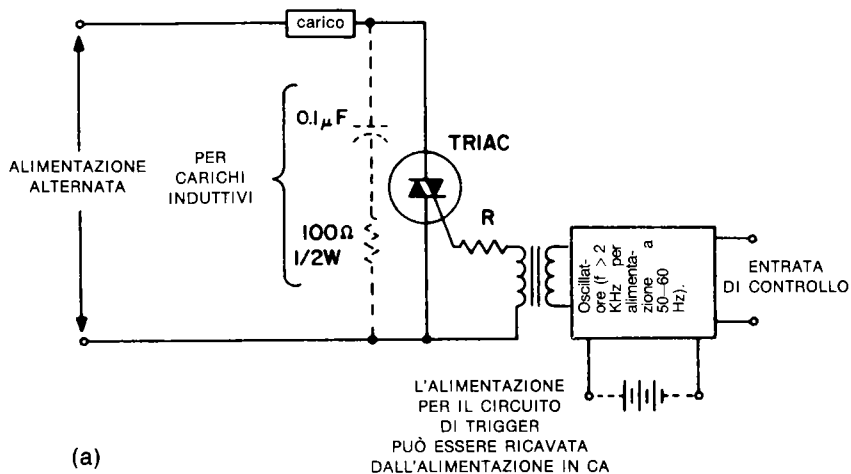 carico
0.1µF
TRIAC
ALIMENTAZIONE
ALTERNATA
PER
CARICHI
INDUTTIVI
100Ω
1/2W
R
Oscillat-
ore (f > 2
KHz per
alimenta-
zione a
50–60
Hz).
ENTRATA
DI CONTROLLO
L'ALIMENTAZIONE
PER IL CIRCUITO
DI TRIGGER
PUÒ ESSERE RICAVATA
DALL'ALIMENTAZIONE IN CA
(a)